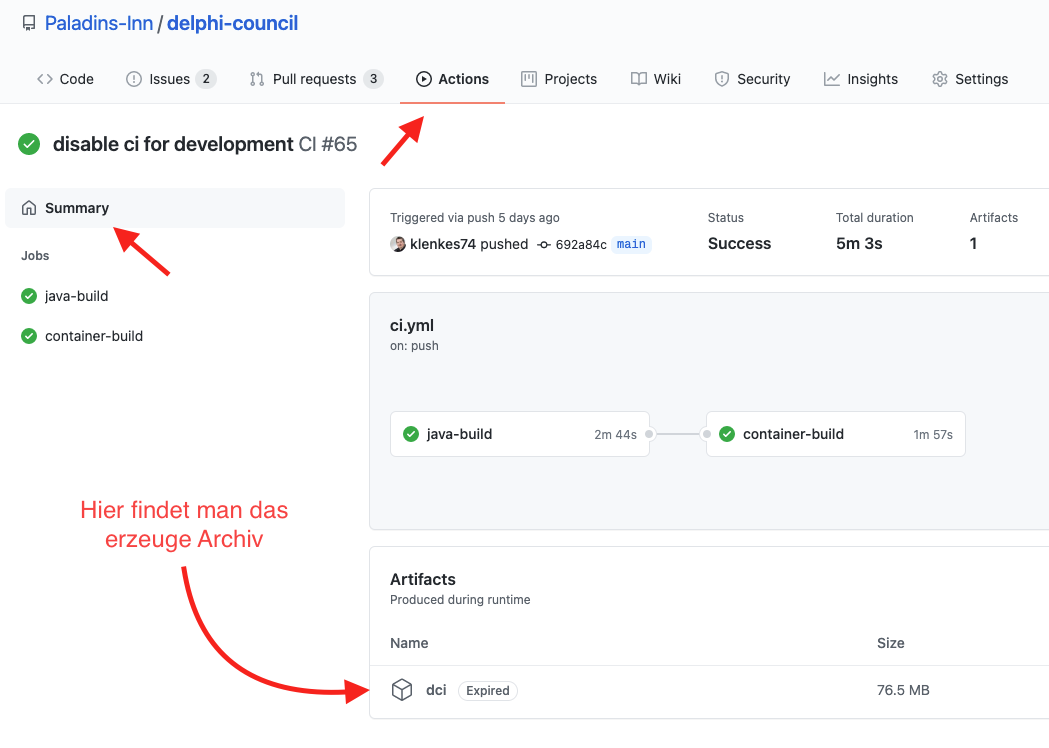 Paladins-Inn / delphi-council
Code Issues 2 Pull requests 3 Actions Projects Wiki Security Insights Settings
disable ci for development CI #65
Summary
Jobs
java-build
container-build
Triggered via push 5 days ago Status Total duration Artifacts
klenkes74 pushed 692a84c main Success 5m 3s 1
ci.yml
on: push
java-build 2m 44s container-build 1m 57s
Hier findet man das
erzeuge Archiv
Artifacts
Produced during runtime
Name Size
dci Expired 76.5 MB